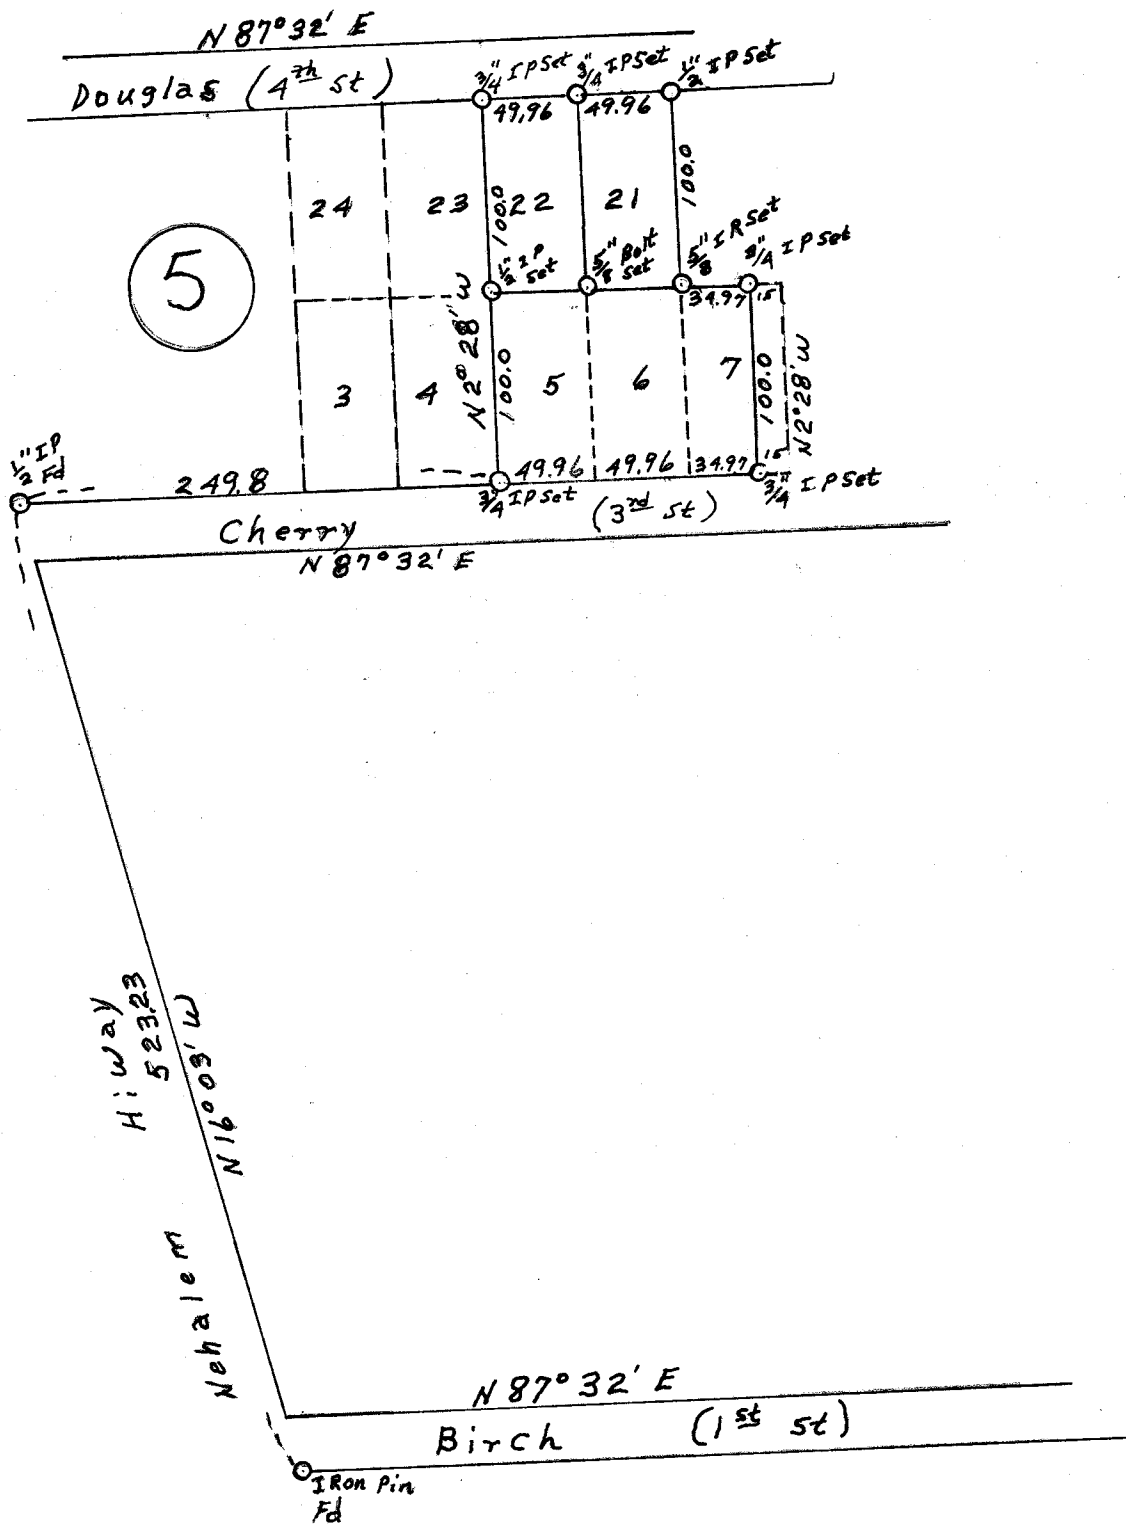 N 87° 32' E
Douglas (4th St)
3/4" IP Set
3/4" IP Set
1/2" IP Set
49.96
49.96
24
23
22
21
100.0
100.0
5
1/2" IP Set
5/8" Bolt Set
5/8" IR Set
3/4" IP Set
34.97
15
N 2° 28' W
100.0
3
4
5
6
7
100.0
N 2° 28' W
1/2" IP Fd
249.8
49.96
49.96
34.97
15
3/4" IP Set
3/4" IP Set
Cherry (3rd St)
N 87° 32' E
Nehalem Hiway
523.23
N 16° 03' W
N 87° 32' E
Birch (1st St)
IRon Pin
Fd